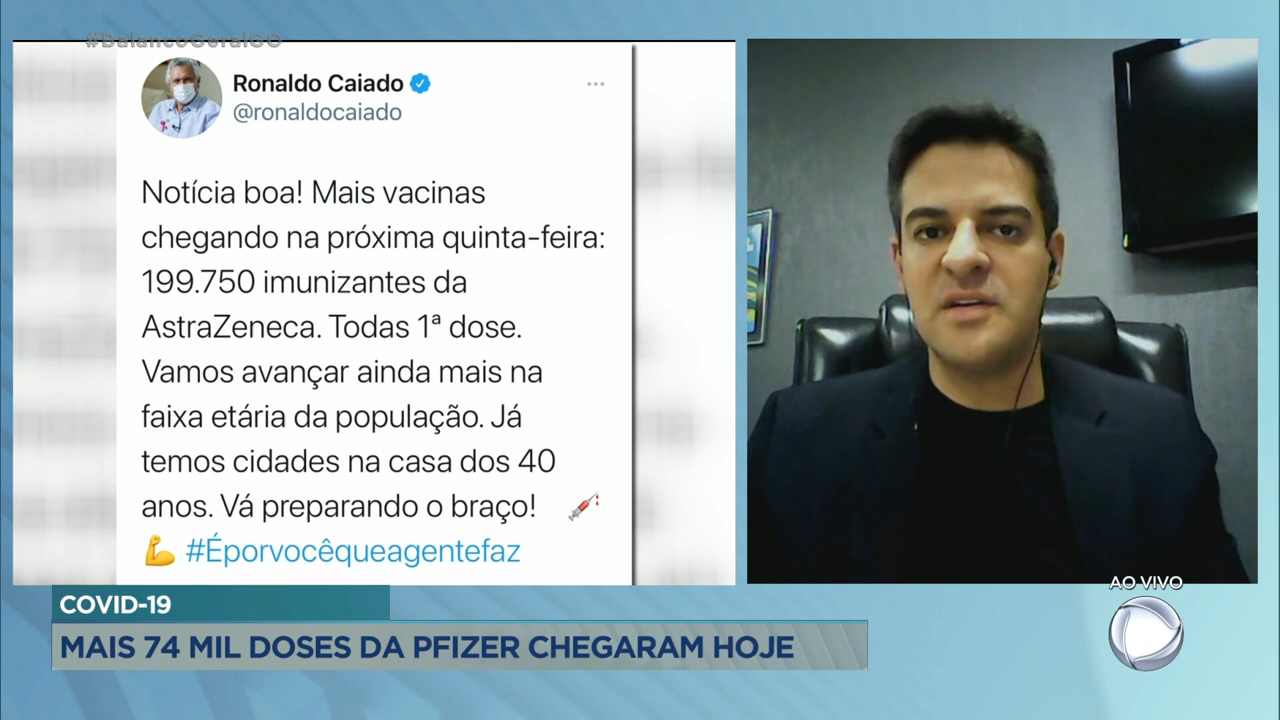 #BalancoGeralGO
Ronaldo Caiado
@ronaldocaiado
Notícia boa! Mais vacinas
chegando na próxima quinta-feira:
199.750 imunizantes da
AstraZeneca. Todas 1ª dose.
Vamos avançar ainda mais na
faixa etária da população. Já
temos cidades na casa dos 40
anos. Vá preparando o braço! 💉
💪 #Éporvocêqueagentefaz
AO VIVO
COVID-19
MAIS 74 MIL DOSES DA PFIZER CHEGARAM HOJE